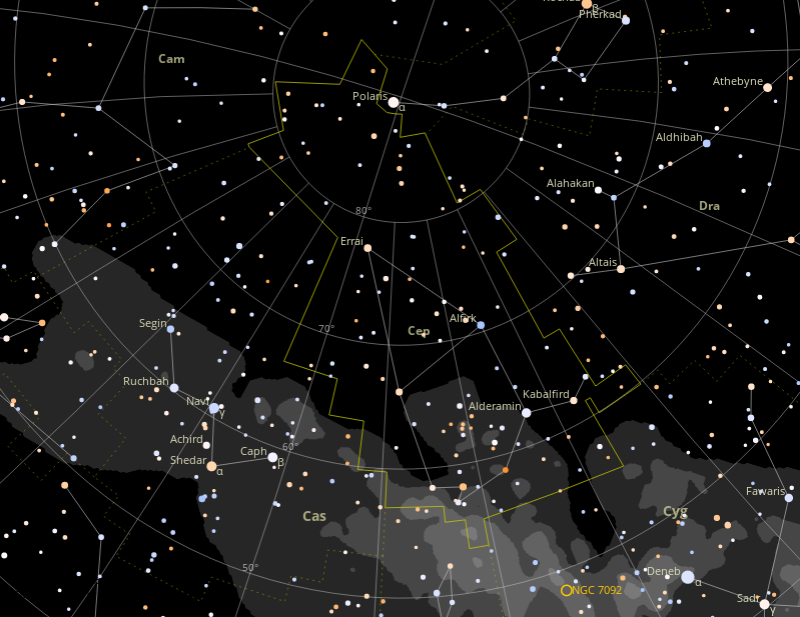 β
Pherkad
Cam
Athebyne
Polaris
α
Aldhibah
Alahakan
Dra
80°
Errai
Altais
Segin
70°
Cep
Alfirk
Ruchbah
Navi
γ
Kabalfird
Alderamin
Achird
60°
Caph
β
Shedar
α
Fawaris
Cas
Cyg
50°
Deneb
α
NGC 7092
Sadr
γ